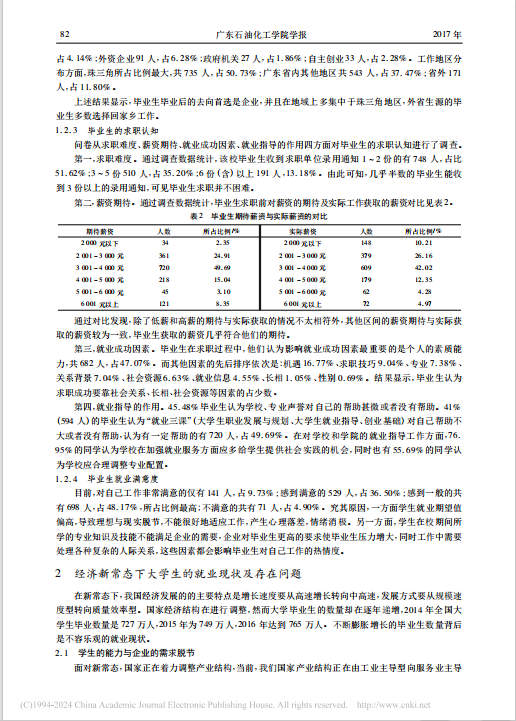 82 广东石油化工学院学报 2017 年
占 4.14%;外资企业91 人,占6.28%;政府机关 27 人,占1.86%;自主创业33 人,占 2.28%。工作地区分
布方面,珠三角所占比例最大,共 735 人,占 50.73%;广东省内其他地区共 543 人,占 37.47%;省外 171
人,占 11.80%。
上述结果显示,毕业生毕业后的去向首选是企业,并且在地域上多集中于珠三角地区,外省生源的毕
业生多数选择回家乡工作。
1.2.3 毕业生的求职认知
问卷从求职难度、薪资期待、就业成功因素、就业指导的作用四方面对毕业生的求职认知进行了调查。
第一,求职难度。通过调查数据统计,该校毕业生收到求职单位录用通知 1~2 份的有 748 人,占比
51.62%;3~5 份 510 人,占 35.20%;6 份(含)以上 191 人,13.18%。由此可知,几乎半数的毕业生能收
到 3 份以上的录用通知,可见毕业生求职并不困难。
第二,薪资期待。通过调查数据统计,毕业生求职前对薪资的期待及实际工作获取的薪资对比见表 2。
表 2 毕业生期待薪资与实际薪资的对比
期待薪资 人数 所占比例/% 实际薪资 人数 所占比例/%
2 000 元以下 34 2.35 2 000 元以下 148 10.21
2 001-3 000 元 361 24.91 2 001-3 000 元 379 26.16
3 001-4 000 元 720 49.69 3 001-4 000 元 609 42.02
4 001-5 000 元 218 15.04 4 001-5 000 元 179 12.35
5 001-6 000 元 45 3.10 5 001-6 000 元 62 4.28
6 001 元以上 121 8.35 6 001 元以上 72 4.97
通过对比发现,除了低薪和高薪的期待与实际获取的情况不太相符外,其他区间的薪资期待与实际获
取的薪资较为一致,毕业生获取的薪资几乎符合他们的期待。
第三,就业成功因素。毕业生在求职过程中,他们认为影响就业成功因素最重要的是个人的素质能
力,共 682 人,占47.07%。而其他因素的先后排序依次是:机遇 16.77%、求职技巧 9.04%、专业 7.38%、
关系背景 7.04%、社会资源 6.63%、就业信息 4.55%、长相 1.05%、性别 0.69%。结果显示,毕业生认为
求职成功要靠社会关系、长相、社会资源等因素的占少数。
第四,就业指导的作用。45.48%毕业生认为学校、专业声誉对自己的帮助甚微或者没有帮助。41%
(594 人)的毕业生认为“就业三课”(大学生职业发展与规划、大学生就业指导、创业基础)对自己帮助不
大或者没有帮助,认为有一定帮助的有 720 人,占 49.69%。在对学校和学院的就业指导工作方面,76.
95%的同学认为学校在加强就业服务方面应多给学生提供社会实践的机会,同时也有 55.69%的同学认
为学校应合理调整专业配置。
1.2.4 毕业生就业满意度
目前,对自己工作非常满意的仅有 141 人,占 9.73%;感到满意的 529 人,占 36.50%;感到一般的共
有 698 人,占 48.17%,所占比例最高;不满意的共有 71 人,占 4.90%。究其原因,一方面学生就业期望值
偏高,导致理想与现实脱节,不能很好地适应工作,产生心理落差,情绪消极。另一方面,学生在校期间所
学的专业知识及技能不能满足企业的需要,企业对毕业生更高的要求使毕业生压力增大,同时工作中需要
处理各种复杂的人际关系,这些因素都会影响毕业生对自己工作的热情度。
2 经济新常态下大学生的就业现状及存在问题
在新常态下,我国经济发展的的主要特点是增长速度要从高速增长转向中高速,发展方式要从规模速
度型转向质量效率型。国家经济结构在进行调整,然而大学毕业生的数量却在逐年递增,2014 年全国大
学生毕业数量是 727 万人,2015 年为 749 万人,2016 年达到 765 万人。不断膨胀增长的毕业生数量背后
是不容乐观的就业现状。
2.1 学生的能力与企业的需求脱节
面对新常态,国家正在着力调整产业结构,当前,我们国家产业结构正在由工业主导型向服务业主导
(C)1994-2024 China Academic Journal Electronic Publishing House. All rights reserved. http://www.cnki.net